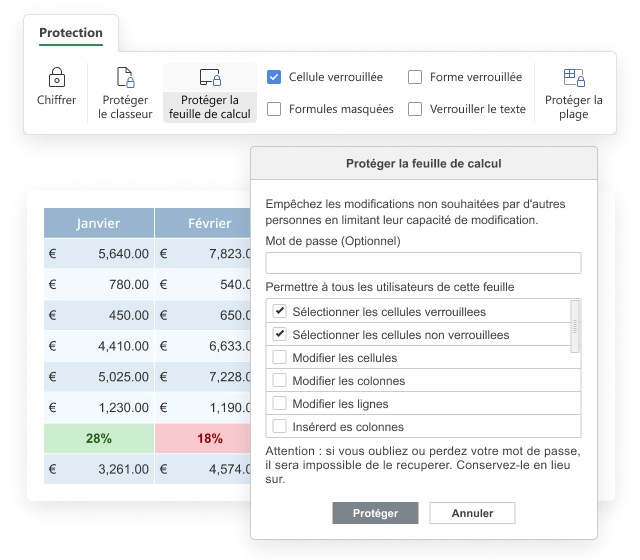 Protection
Chiffrer
Protéger
le classeur
Protéger la
feuille de calcul
Cellule verrouillée
Forme verrouillée
Formules masquées
Verrouiller le texte
Protéger la
plage
Protéger la feuille de calcul
Empêchez les modifications non souhaitées par d'autres
personnes en limitant leur capacité de modification.
Mot de passe (Optionnel)
Permettre à tous les utilisateurs de cette feuille
Sélectionner les cellules verrouillees
Sélectionner les cellules non verrouillees
Modifier les cellules
Modifier les colonnes
Modifier les lignes
Insérerd es colonnes
Attention : si vous oubliez ou perdez votre mot de passe,
il sera impossible de le recuperer. Conservez-le en lieu
sur.
Protéger Annuler
Janvier Février
€ 5,640.00 € 7,823.0
€ 780.00 € 540.0
€ 450.00 € 650.0
€ 4,410.00 € 6,633.0
€ 5,025.00 € 7,228.0
€ 1,230.00 € 1,190.0
28% 18%
€ 3,261.00 € 4,574.0